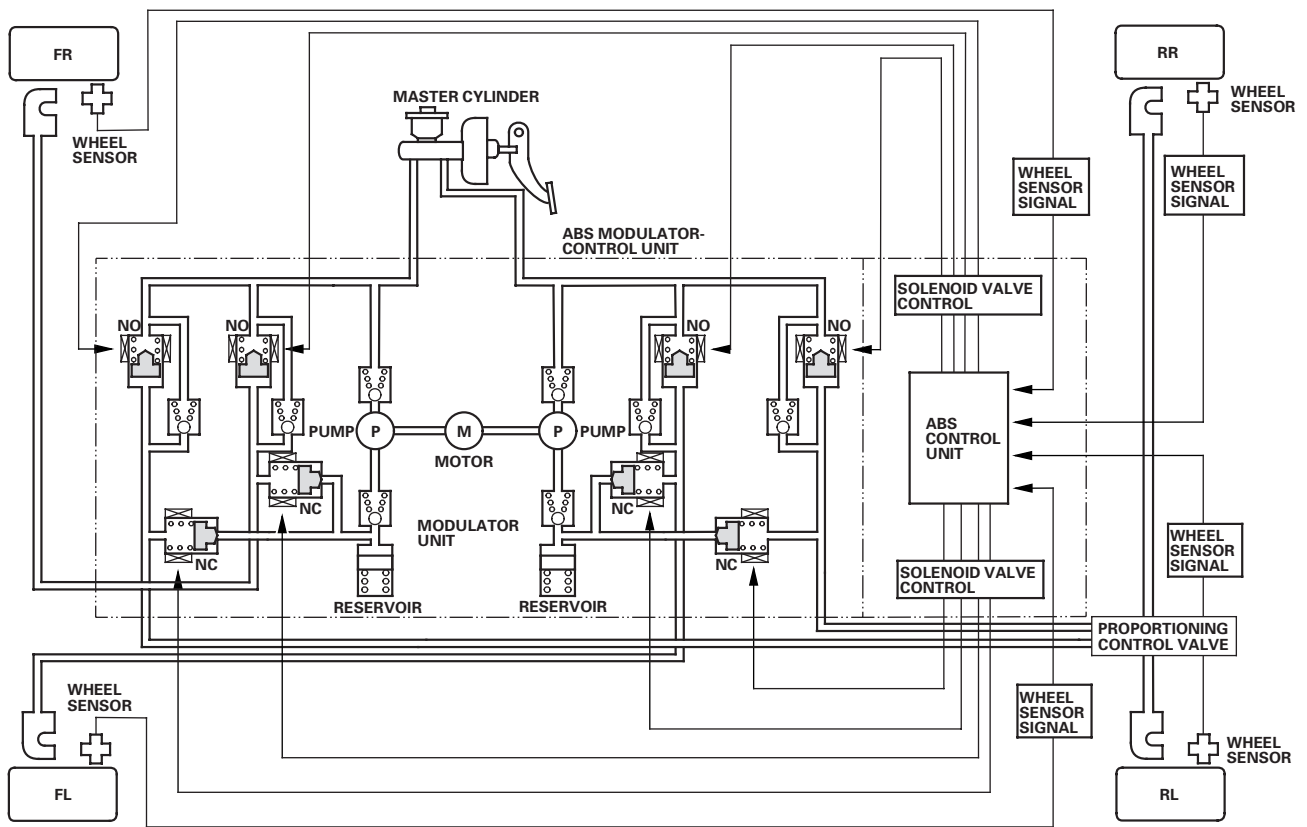 FR
RR
MASTER CYLINDER
WHEEL
SENSOR
WHEEL
SENSOR
WHEEL
SENSOR
SIGNAL
WHEEL
SENSOR
SIGNAL
ABS MODULATOR-
CONTROL UNIT
SOLENOID VALVE
CONTROL
NO
NO
NO
NO
PUMP
P
M
P
PUMP
MOTOR
ABS
CONTROL
UNIT
NC
NC
MODULATOR
UNIT
NC
NC
WHEEL
SENSOR
SIGNAL
SOLENOID VALVE
CONTROL
RESERVOIR
RESERVOIR
PROPORTIONING
CONTROL VALVE
WHEEL
SENSOR
WHEEL
SENSOR
SIGNAL
WHEEL
SENSOR
FL
RL